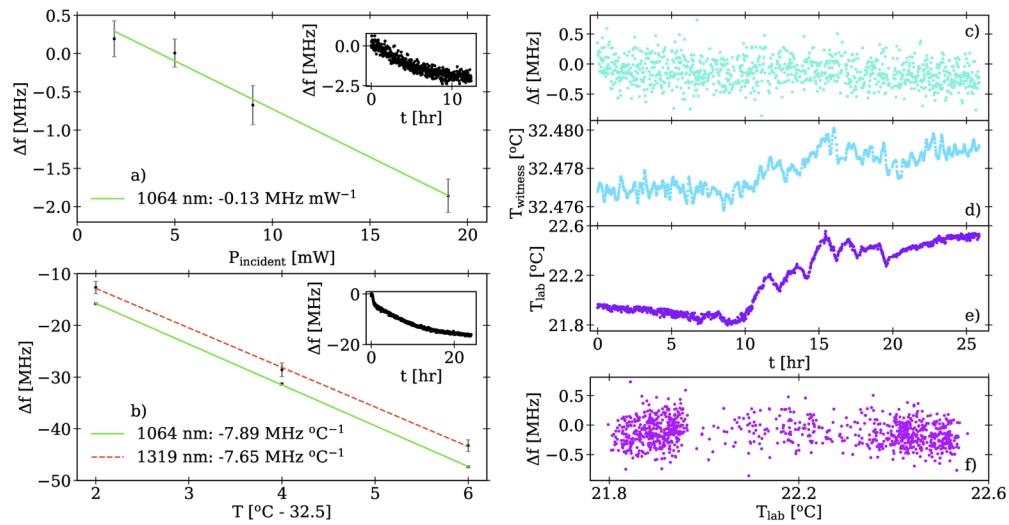 0.5
0.0
−0.5
−1.0
−1.5
−2.0
Δf [MHz]
a)
1064 nm: -0.13 MHz mW⁻¹
0 5 10 15 20
P_incident [mW]
0.0
−2.5
Δf [MHz]
0 10
t [hr]
−10
−20
−30
−40
−50
Δf [MHz]
b)
1064 nm: -7.89 MHz °C⁻¹
1319 nm: -7.65 MHz °C⁻¹
2 3 4 5 6
T [°C - 32.5]
0
−20
Δf [MHz]
0 10 20
t [hr]
c)
0.5
0.0
−0.5
Δf [MHz]
32.480
32.478
32.476
T_witness [°C]
d)
22.6
22.2
21.8
T_lab [°C]
e)
0 5 10 15 20 25
t [hr]
0.5
0.0
−0.5
Δf [MHz]
f)
21.8 22.2 22.6
T_lab [°C]